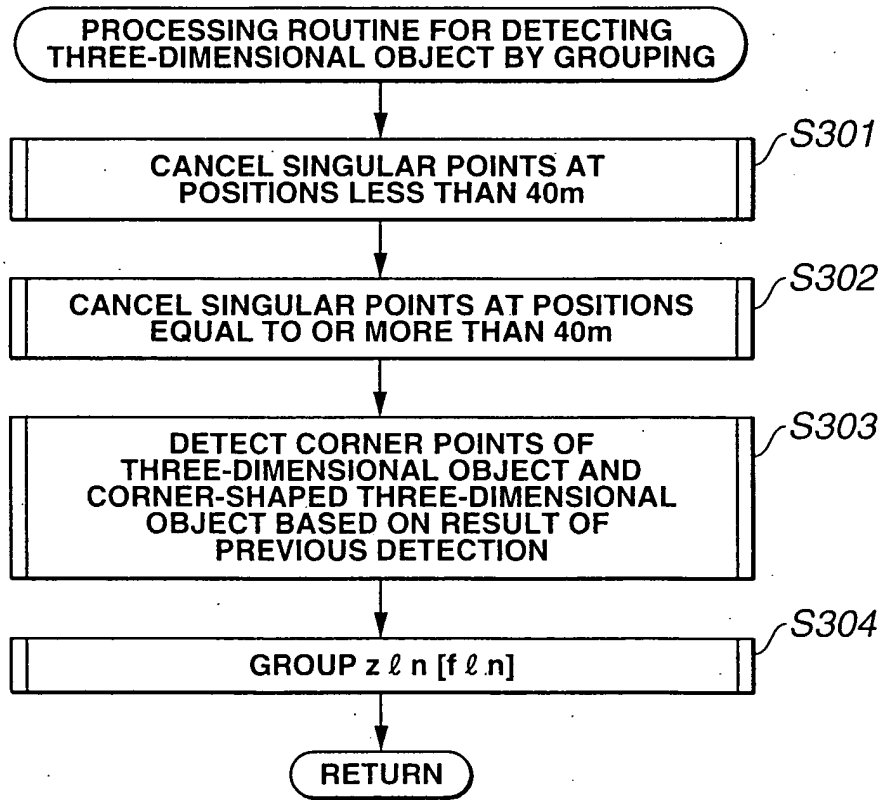 PROCESSING ROUTINE FOR DETECTING
THREE-DIMENSIONAL OBJECT BY GROUPING
S301
CANCEL SINGULAR POINTS AT
POSITIONS LESS THAN 40m
S302
CANCEL SINGULAR POINTS AT POSITIONS
EQUAL TO OR MORE THAN 40m
S303
DETECT CORNER POINTS OF
THREE-DIMENSIONAL OBJECT AND
CORNER-SHAPED THREE-DIMENSIONAL
OBJECT BASED ON RESULT OF
PREVIOUS DETECTION
S304
GROUP z ℓ n [f ℓ n]
RETURN